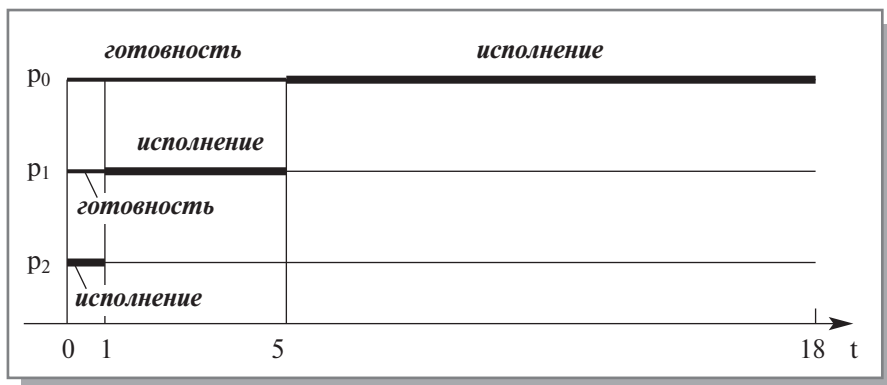 готовность исполнение
p₀
исполнение
p₁
готовность
p₂
исполнение
0 1 5 18 t